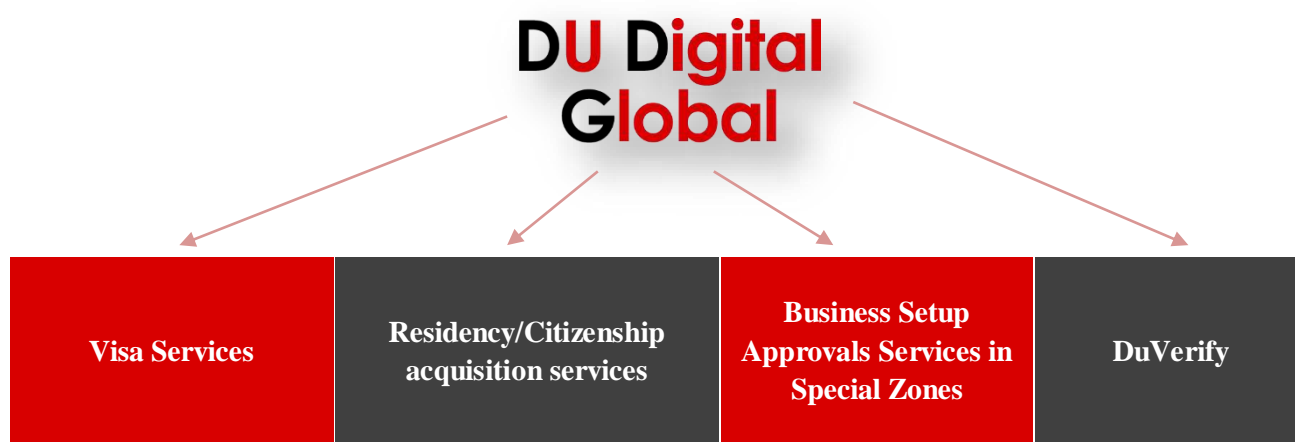 DU Digital
Global
Visa Services
Residency/Citizenship
acquisition services
Business Setup
Approvals Services in
Special Zones
DuVerify